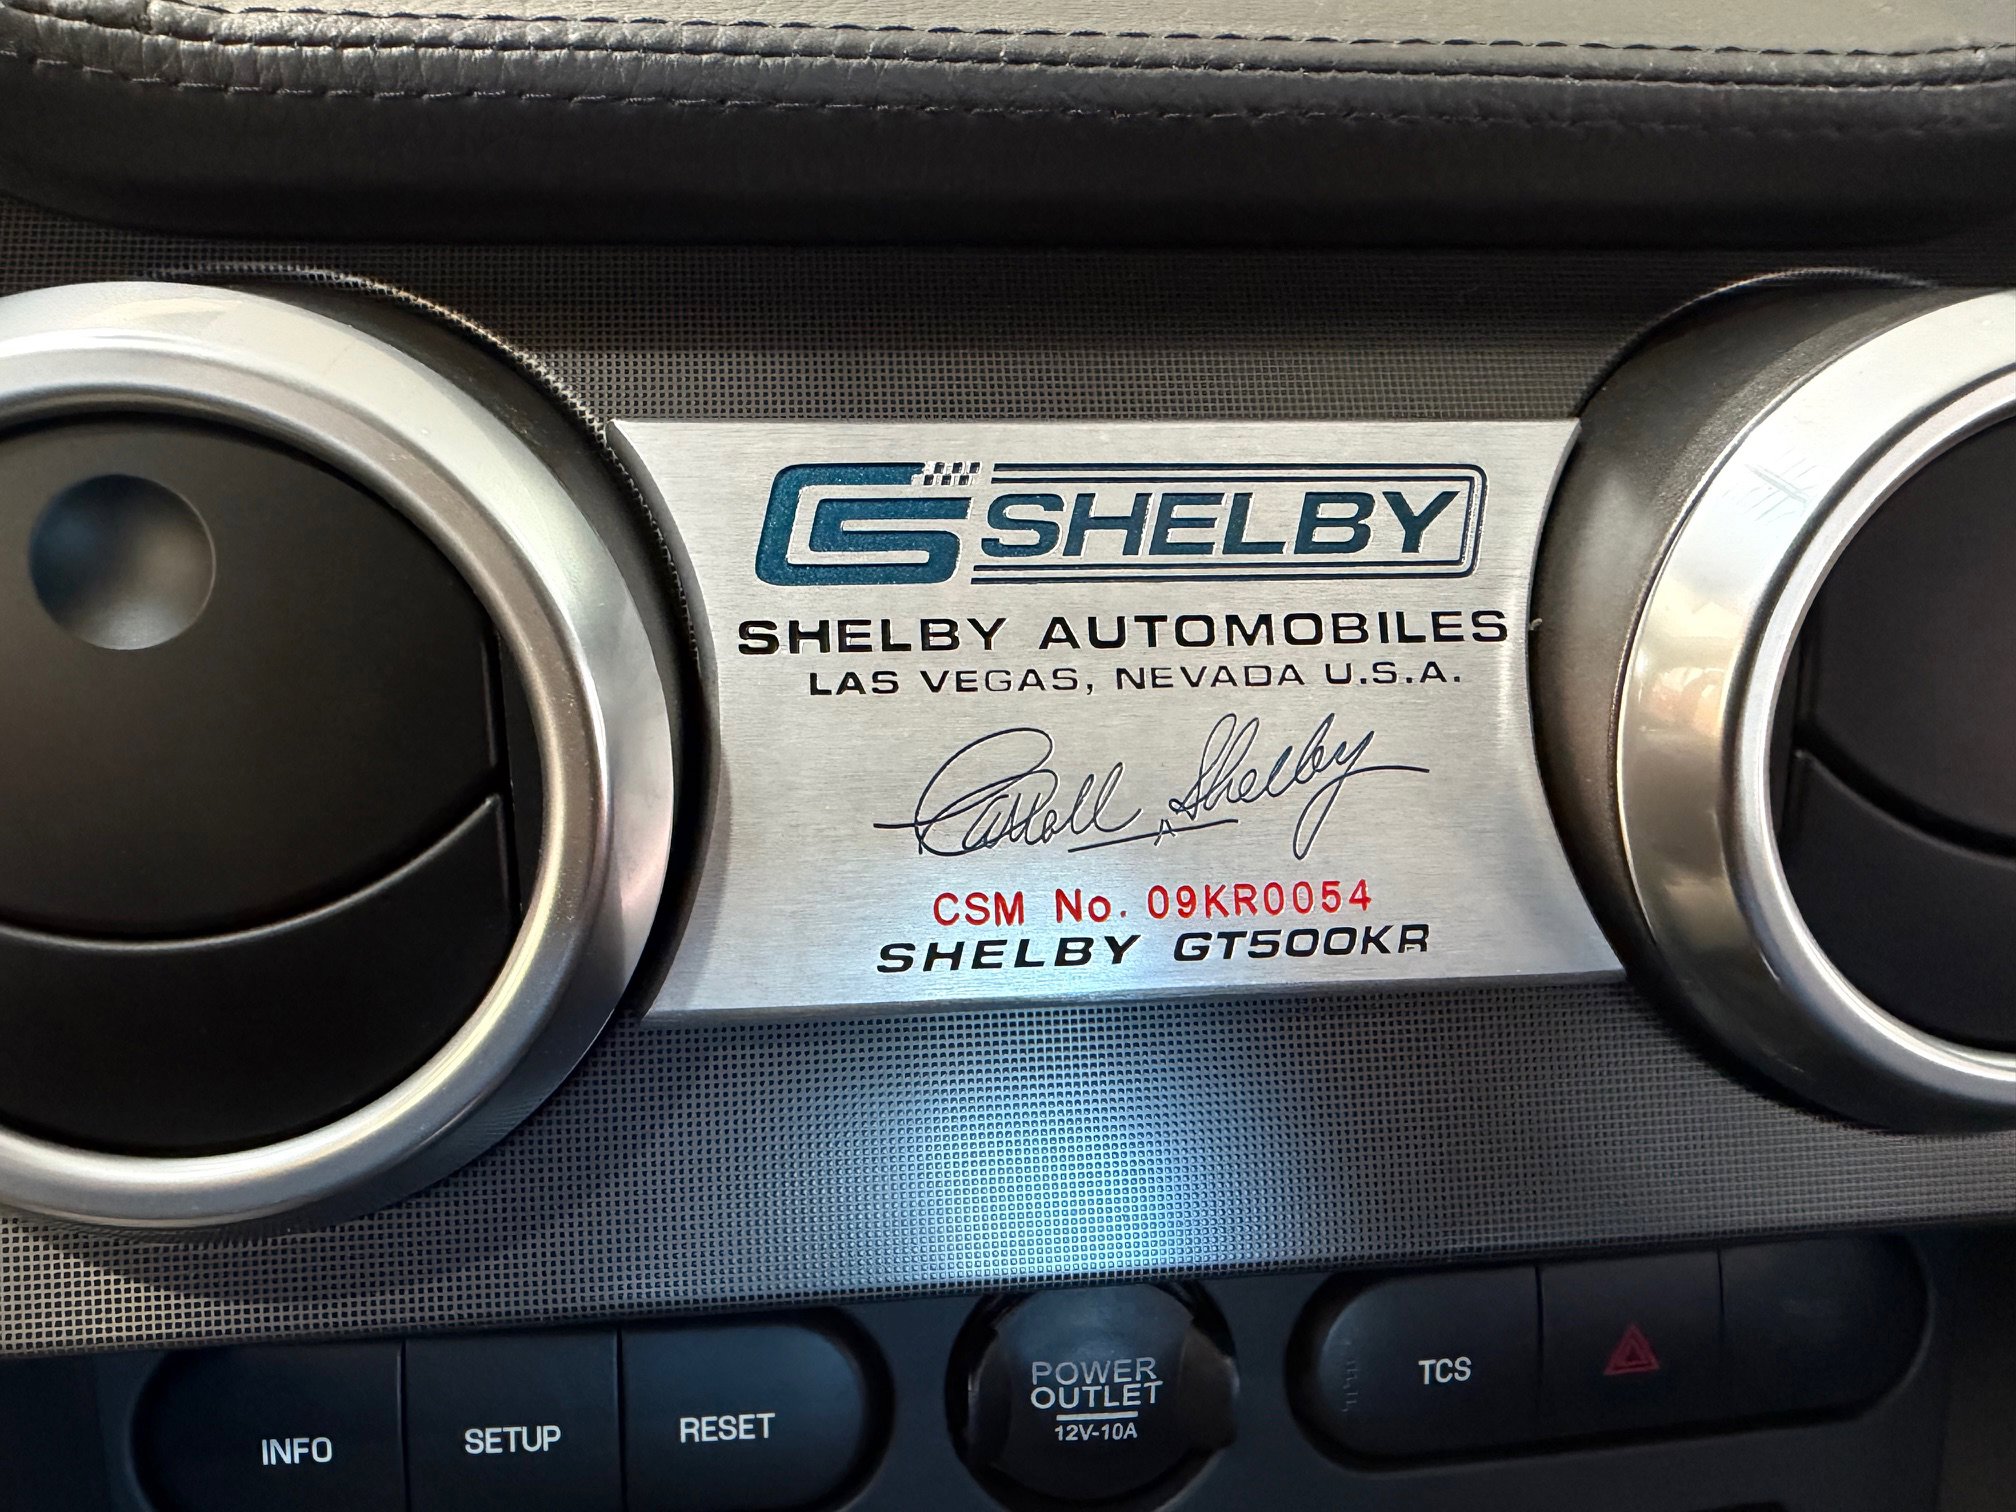 GS SHELBY
SHELBY AUTOMOBILES
LAS VEGAS, NEVADA U.S.A.
Carroll Shelby
CSM No. 09KR0054
SHELBY GT500KR
INFO
SETUP
RESET
POWER
OUTLET
12V-10A
TCS